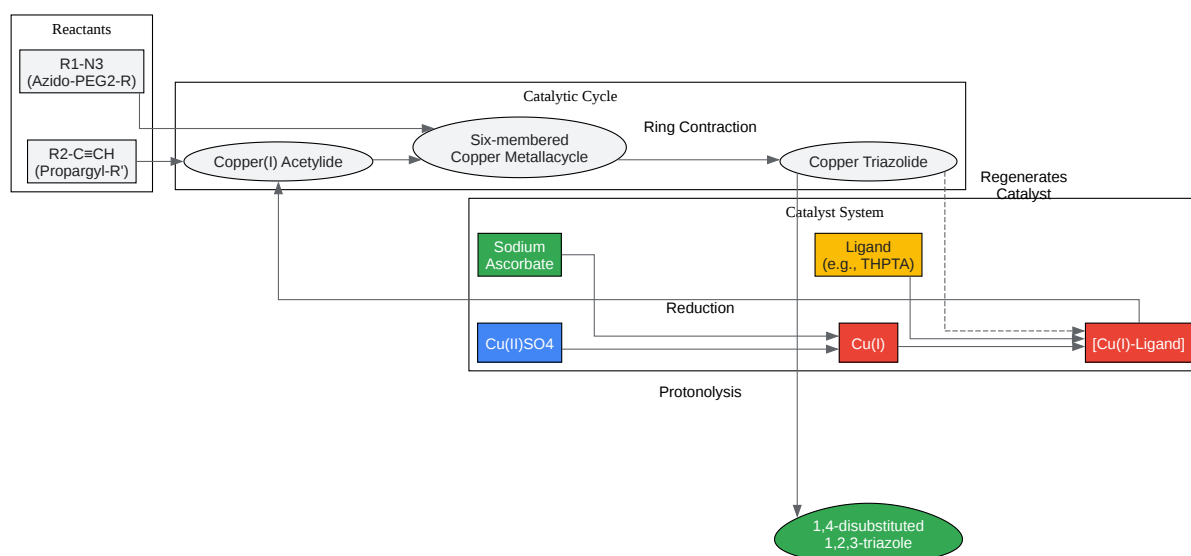 Reactants
R1-N3
(Azido-PEG2-R)
R2-C≡CH
(Propargyl-R')
Catalytic Cycle
Copper(I) Acetylide
Six-membered
Copper Metallacycle
Ring Contraction
Copper Triazolide
Regenerates
Catalyst
Catalyst System
Sodium
Ascorbate
Ligand
(e.g., THPTA)
Reduction
Cu(II)SO4
Cu(I)
[Cu(I)-Ligand]
Protonolysis
1,4-disubstituted
1,2,3-triazole